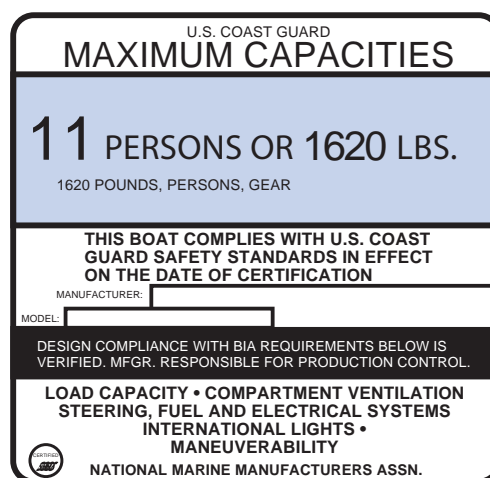 U.S. COAST GUARD
MAXIMUM CAPACITIES
11 PERSONS OR 1620 LBS.
1620 POUNDS, PERSONS, GEAR
THIS BOAT COMPLIES WITH U.S. COAST
GUARD SAFETY STANDARDS IN EFFECT
ON THE DATE OF CERTIFICATION
MANUFACTURER:
MODEL:
DESIGN COMPLIANCE WITH BIA REQUIREMENTS BELOW IS
VERIFIED. MFGR. RESPONSIBLE FOR PRODUCTION CONTROL.
LOAD CAPACITY • COMPARTMENT VENTILATION
STEERING, FUEL AND ELECTRICAL SYSTEMS
INTERNATIONAL LIGHTS •
MANEUVERABILITY
CERTIFIED
NATIONAL MARINE MANUFACTURERS ASSN.